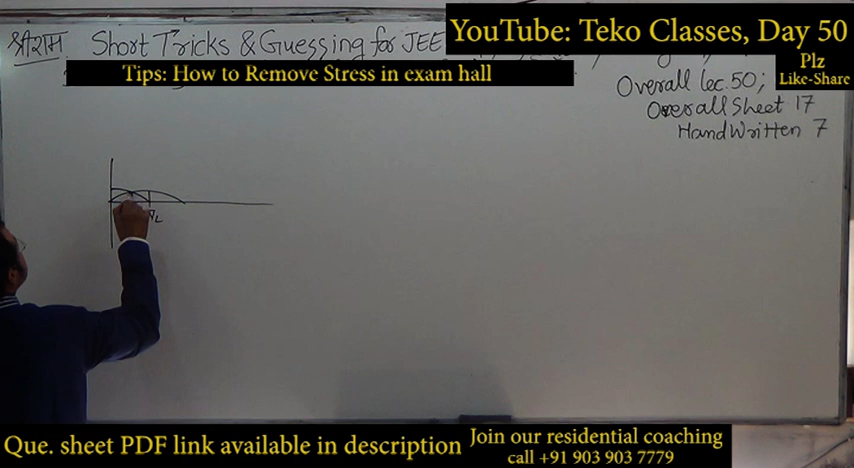 श्रीराम Short Tricks & Guessing for JEE
YouTube: Teko Classes, Day 50
Plz
Like-Share
Tips: How to Remove Stress in exam hall
Overall lec. 50;
Overall Sheet 17
HandWritten 7
Que. sheet PDF link available in description
Join our residential coaching
call +91 903 903 7779